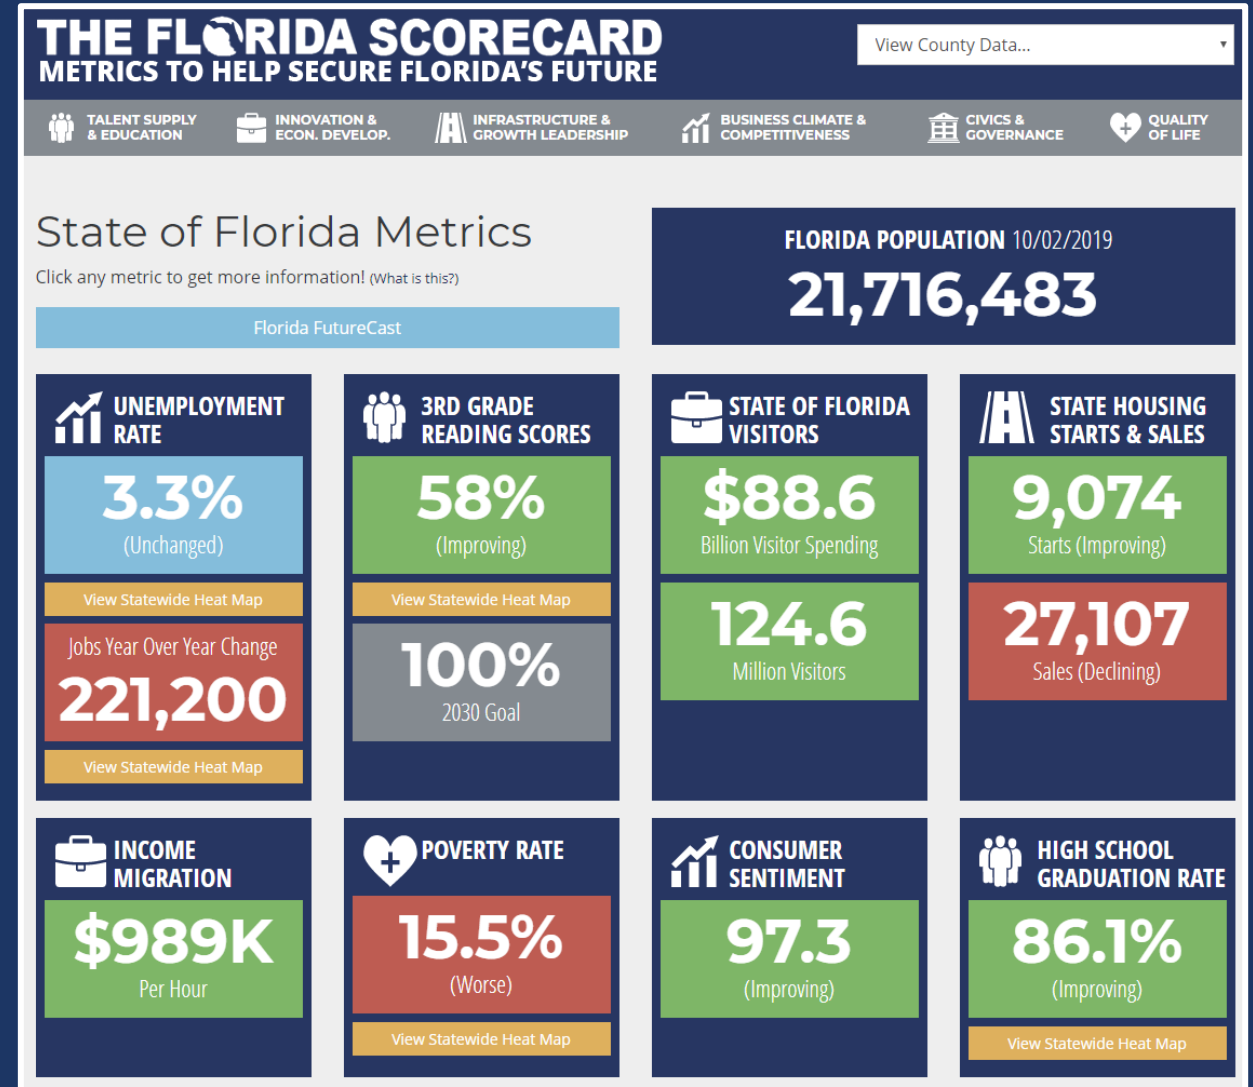 THE FLORIDA SCORECARD
METRICS TO HELP SECURE FLORIDA'S FUTURE
View County Data...
TALENT SUPPLY
& EDUCATION
INNOVATION &
ECON. DEVELOP.
INFRASTRUCTURE &
GROWTH LEADERSHIP
BUSINESS CLIMATE &
COMPETITIVENESS
CIVICS &
GOVERNANCE
QUALITY
OF LIFE
State of Florida Metrics
Click any metric to get more information! (What is this?)
Florida FutureCast
FLORIDA POPULATION 10/02/2019
21,716,483
UNEMPLOYMENT
RATE
3.3%
(Unchanged)
View Statewide Heat Map
Jobs Year Over Year Change
221,200
View Statewide Heat Map
3RD GRADE
READING SCORES
58%
(Improving)
View Statewide Heat Map
100%
2030 Goal
STATE OF FLORIDA
VISITORS
$88.6
Billion Visitor Spending
124.6
Million Visitors
STATE HOUSING
STARTS & SALES
9,074
Starts (Improving)
27,107
Sales (Declining)
INCOME
MIGRATION
$989K
Per Hour
POVERTY RATE
15.5%
(Worse)
View Statewide Heat Map
CONSUMER
SENTIMENT
97.3
(Improving)
HIGH SCHOOL
GRADUATION RATE
86.1%
(Improving)
View Statewide Heat Map